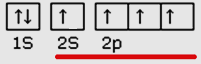 ↑↓ ↑ ↑ ↑ ↑
1S 2S 2p